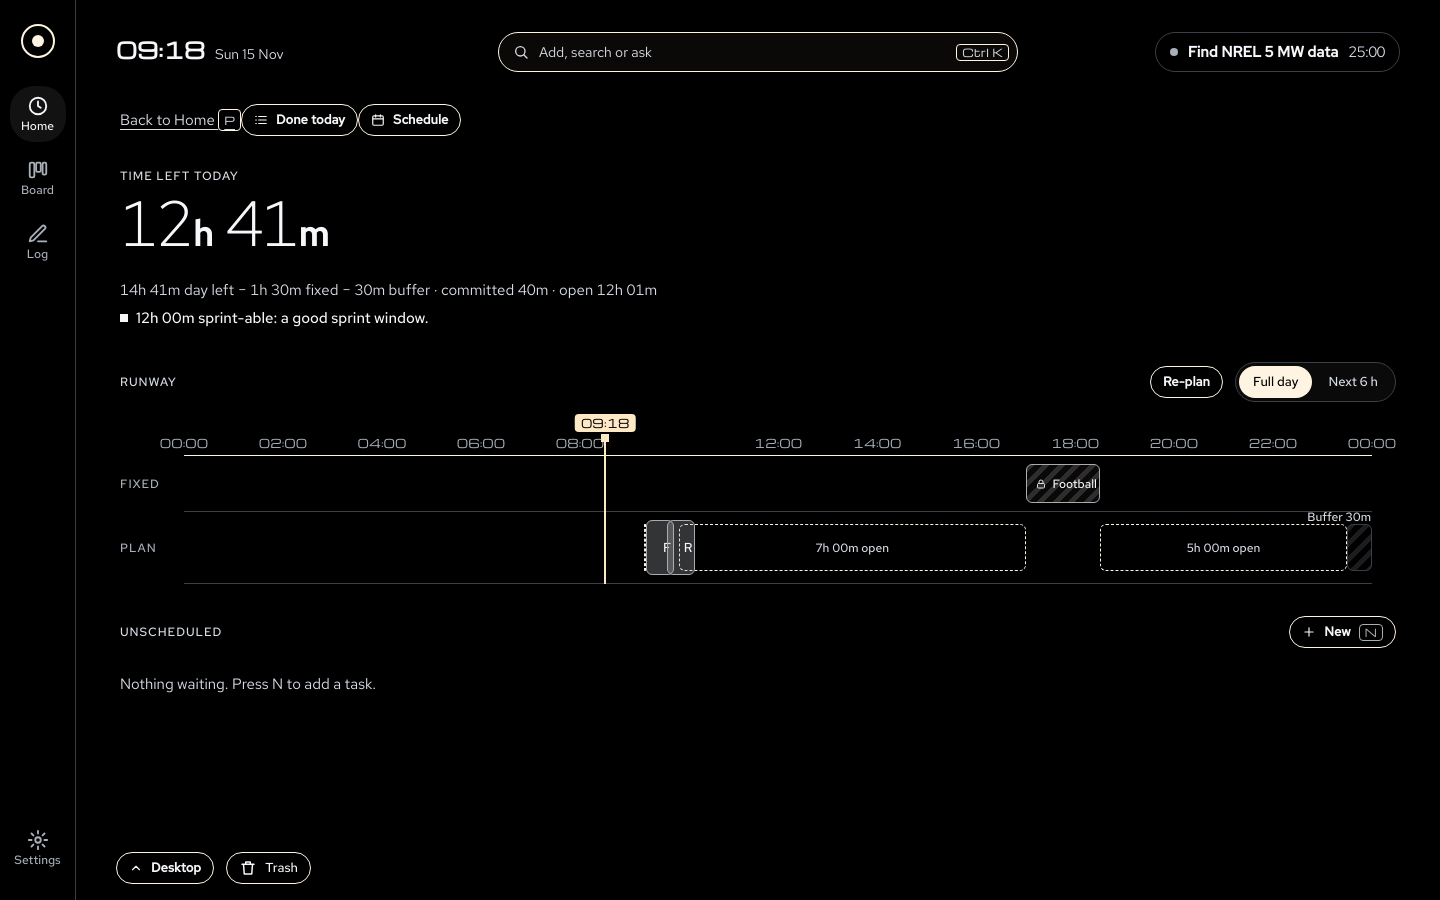 09:18 Sun 15 Nov
Add, search or ask Ctrl K
Find NREL 5 MW data 25:00
Home
Board
Log
Settings
Back to Home P
Done today
Schedule
TIME LEFT TODAY
12h 41m
14h 41m day left – 1h 30m fixed – 30m buffer · committed 40m · open 12h 01m
12h 00m sprint-able: a good sprint window.
RUNWAY
Re-plan
Full day
Next 6 h
09:18
00:00 02:00 04:00 06:00 08:00 12:00 14:00 16:00 18:00 20:00 22:00 00:00
FIXED
Football
Buffer 30m
PLAN
F R 7h 00m open 5h 00m open
UNSCHEDULED
New N
Nothing waiting. Press N to add a task.
Desktop
Trash